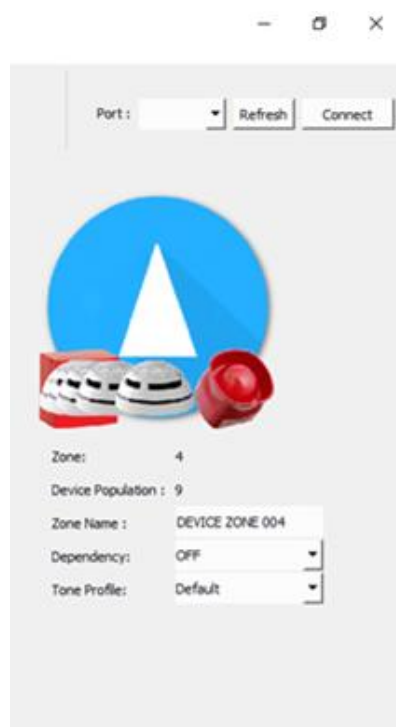 Port : Refresh Connect
Zone: 4
Device Population : 9
Zone Name : DEVICE ZONE 004
Dependency: OFF
Tone Profile: Default